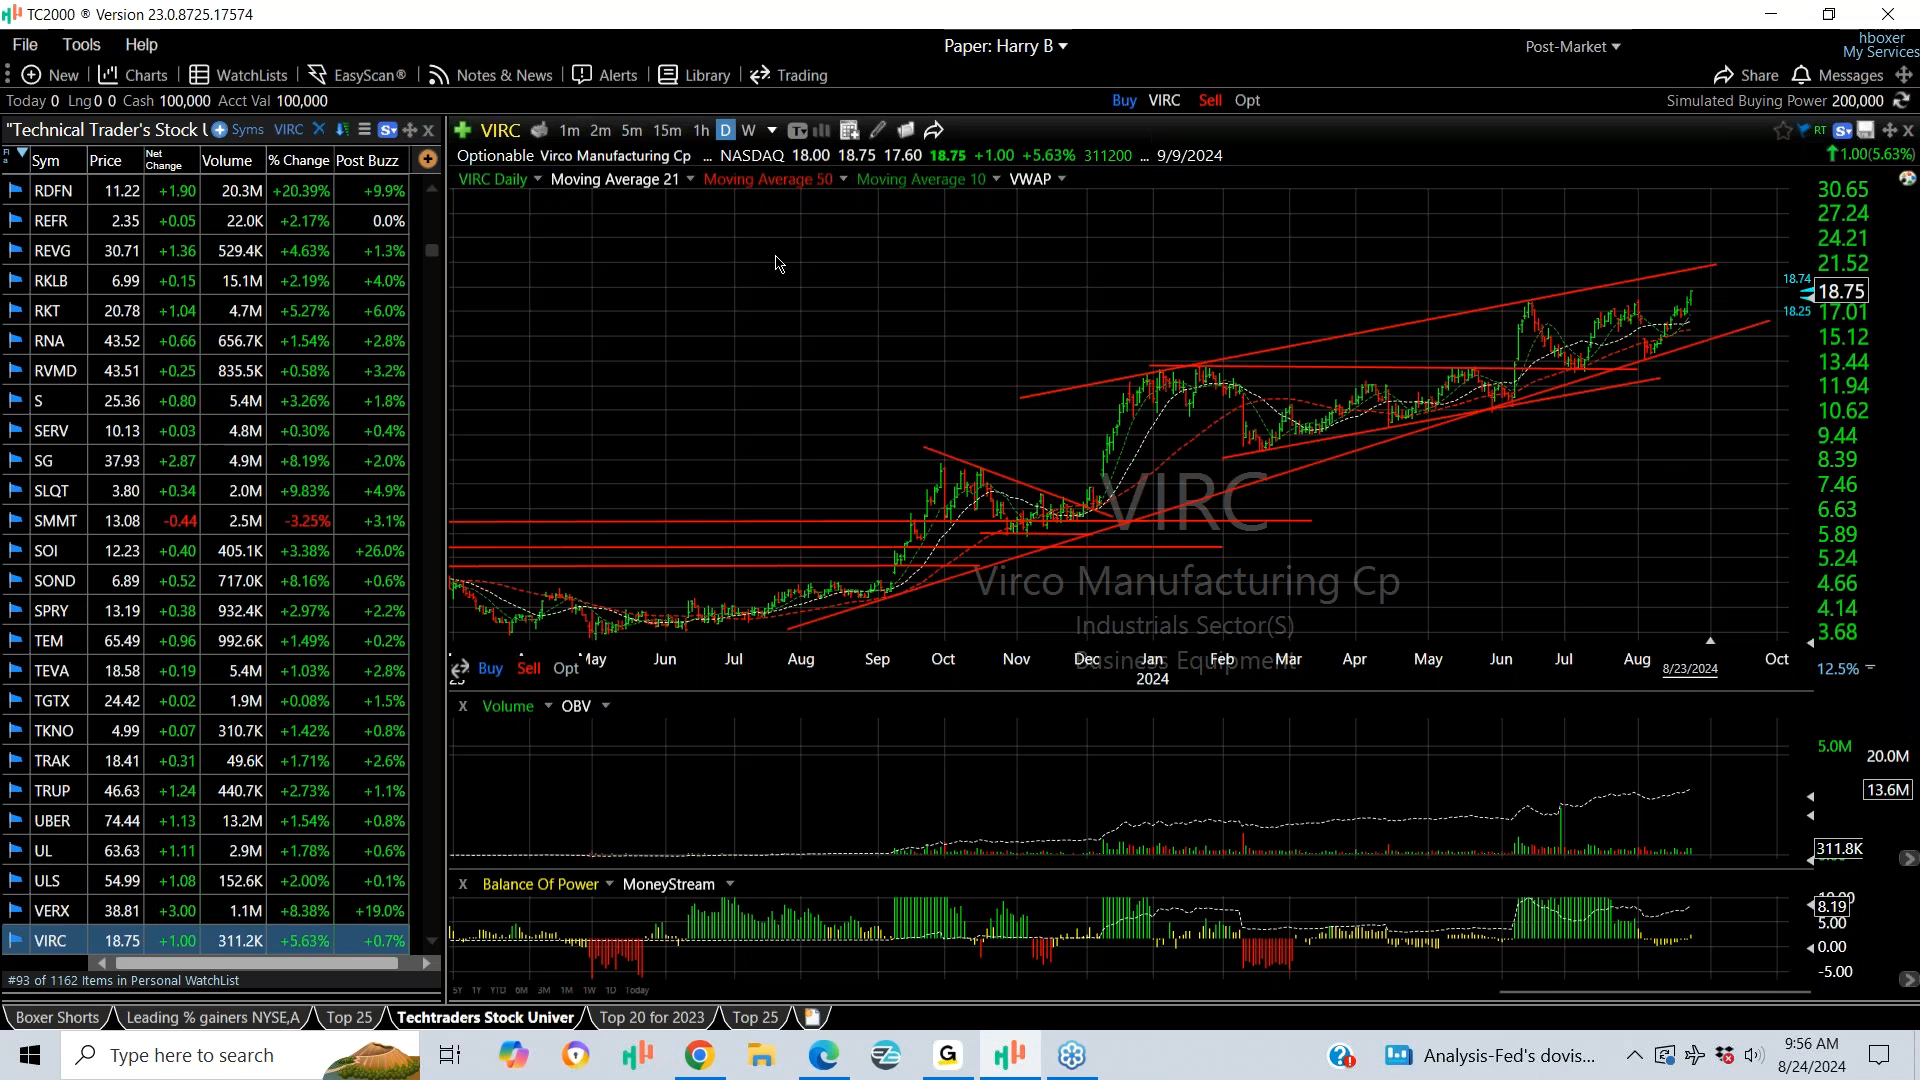 TC2000 ® Version 23.0.8725.17574
File Tools Help
Paper: Harry B
Post-Market
hboxer
My Services
New Charts WatchLists EasyScan® Notes & News Alerts Library Trading
Share Messages
Today 0 Lng 0 0 Cash 100,000 Acct Val 100,000
Buy VIRC Sell Opt
Simulated Buying Power 200,000
"Technical Trader's Stock U Syms VIRC
VIRC 1m 2m 5m 15m 1h D W
RT
Sym Price Net Change Volume % Change Post Buzz
Optionable Virco Manufacturing Cp ... NASDAQ 18.00 18.75 17.60 18.75 +1.00 +5.63% 311200 ... 9/9/2024
1.00(5.63%)
VIRC Daily Moving Average 21 Moving Average 50 Moving Average 10 VWAP
RDFN 11.22 +1.90 20.3M +20.39% +9.9%
REFR 2.35 +0.05 22.0K +2.17% 0.0%
REVG 30.71 +1.36 529.4K +4.63% +1.3%
RKLB 6.99 +0.15 15.1M +2.19% +4.0%
RKT 20.78 +1.04 4.7M +5.27% +6.0%
RNA 43.52 +0.66 656.7K +1.54% +2.8%
RVMD 43.51 +0.25 835.5K +0.58% +3.2%
S 25.36 +0.80 5.4M +3.26% +1.8%
SERV 10.13 +0.03 4.8M +0.30% +0.4%
SG 37.93 +2.87 4.9M +8.19% +2.0%
SLQT 3.80 +0.34 2.0M +9.83% +4.9%
SMMT 13.08 -0.44 2.5M -3.25% +3.1%
SOI 12.23 +0.40 405.1K +3.38% +26.0%
SOND 6.89 +0.52 717.0K +8.16% +0.6%
SPRY 13.19 +0.38 932.4K +2.97% +2.2%
TEM 65.49 +0.96 992.6K +1.49% +0.2%
TEVA 18.58 +0.19 5.4M +1.03% +2.8%
TGTX 24.42 +0.02 1.9M +0.08% +1.5%
TKNO 4.99 +0.07 310.7K +1.42% +0.8%
TRAK 18.41 +0.31 49.6K +1.71% +2.6%
TRUP 46.63 +1.24 440.7K +2.73% +1.1%
UBER 74.44 +1.13 13.2M +1.54% +0.8%
UL 63.63 +1.11 2.9M +1.78% +0.6%
ULS 54.99 +1.08 152.6K +2.00% +0.1%
VERX 38.81 +3.00 1.1M +8.38% +19.0%
VIRC 18.75 +1.00 311.2K +5.63% +0.7%
#93 of 1162 Items in Personal WatchList
30.65
27.24
24.21
21.52
18.74
18.75
18.25
17.01
15.12
13.44
11.94
10.62
9.44
8.39
7.46
6.63
5.89
5.24
4.66
4.14
3.68
VIRC
Virco Manufacturing Cp
Industrials Sector(S)
Business Equipment
May Jun Jul Aug Sep Oct Nov Dec Jan Feb Mar Apr May Jun Jul Aug 8/23/2024 Oct
Buy Sell Opt
2024
12.5%
X Volume OBV
5.0M
20.0M
13.6M
311.8K
X Balance Of Power MoneyStream
10.00
8.19
5.00
0.00
-5.00
5Y 1Y YTD 6M 3M 1M 1W 1D Today
Boxer Shorts Leading % gainers NYSE,A Top 25 Techtraders Stock Univer Top 20 for 2023 Top 25
Type here to search
Analysis-Fed's dovis...
9:56 AM
8/24/2024